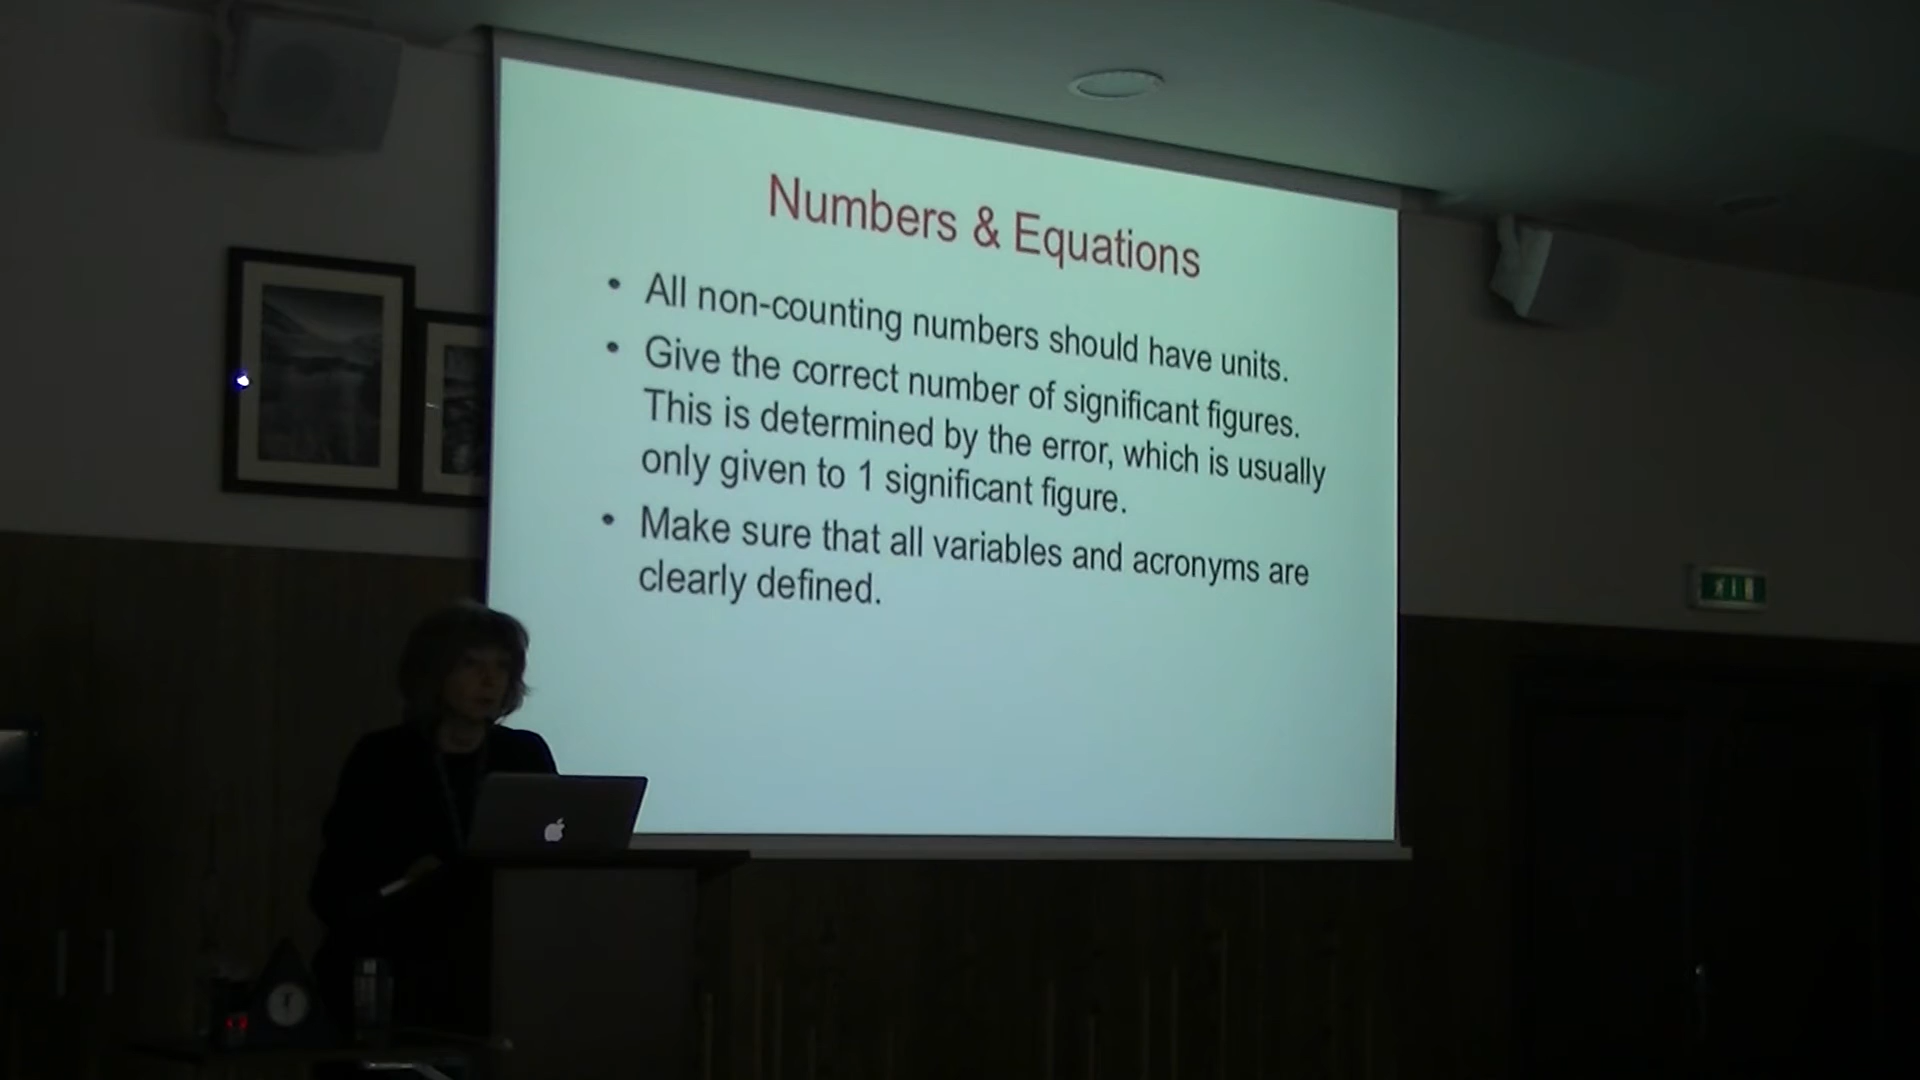 Numbers & Equations
• All non-counting numbers should have units.
• Give the correct number of significant figures.
This is determined by the error, which is usually
only given to 1 significant figure.
• Make sure that all variables and acronyms are
clearly defined.